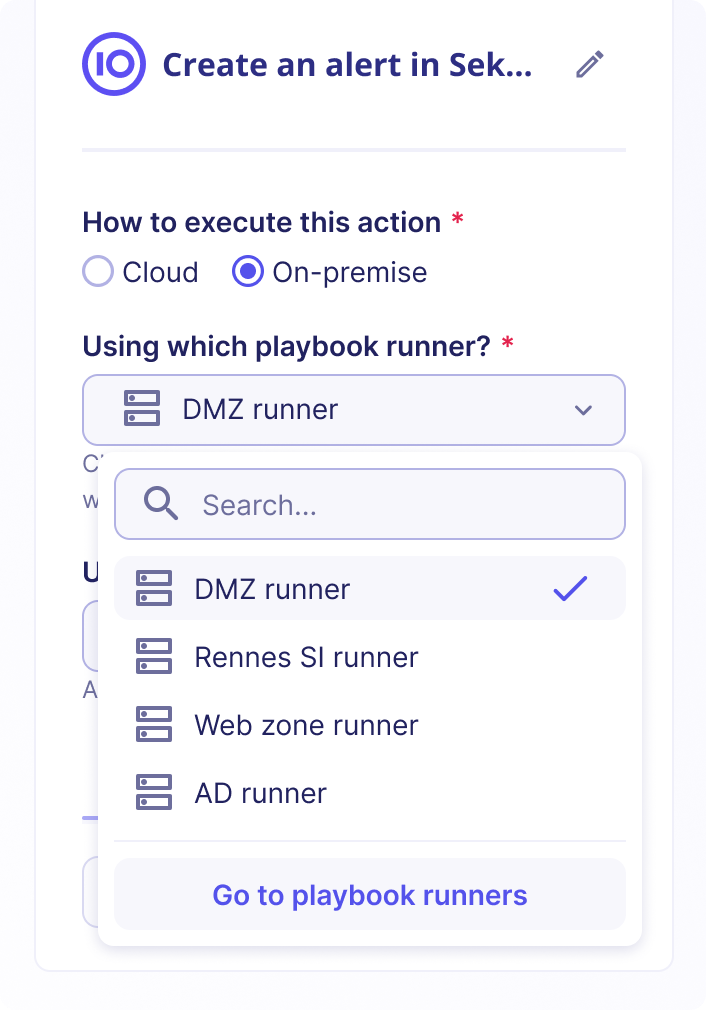 Create an alert in Sek...
How to execute this action *
Cloud On-premise
Using which playbook runner? *
DMZ runner
Search...
DMZ runner
Rennes SI runner
Web zone runner
AD runner
Go to playbook runners